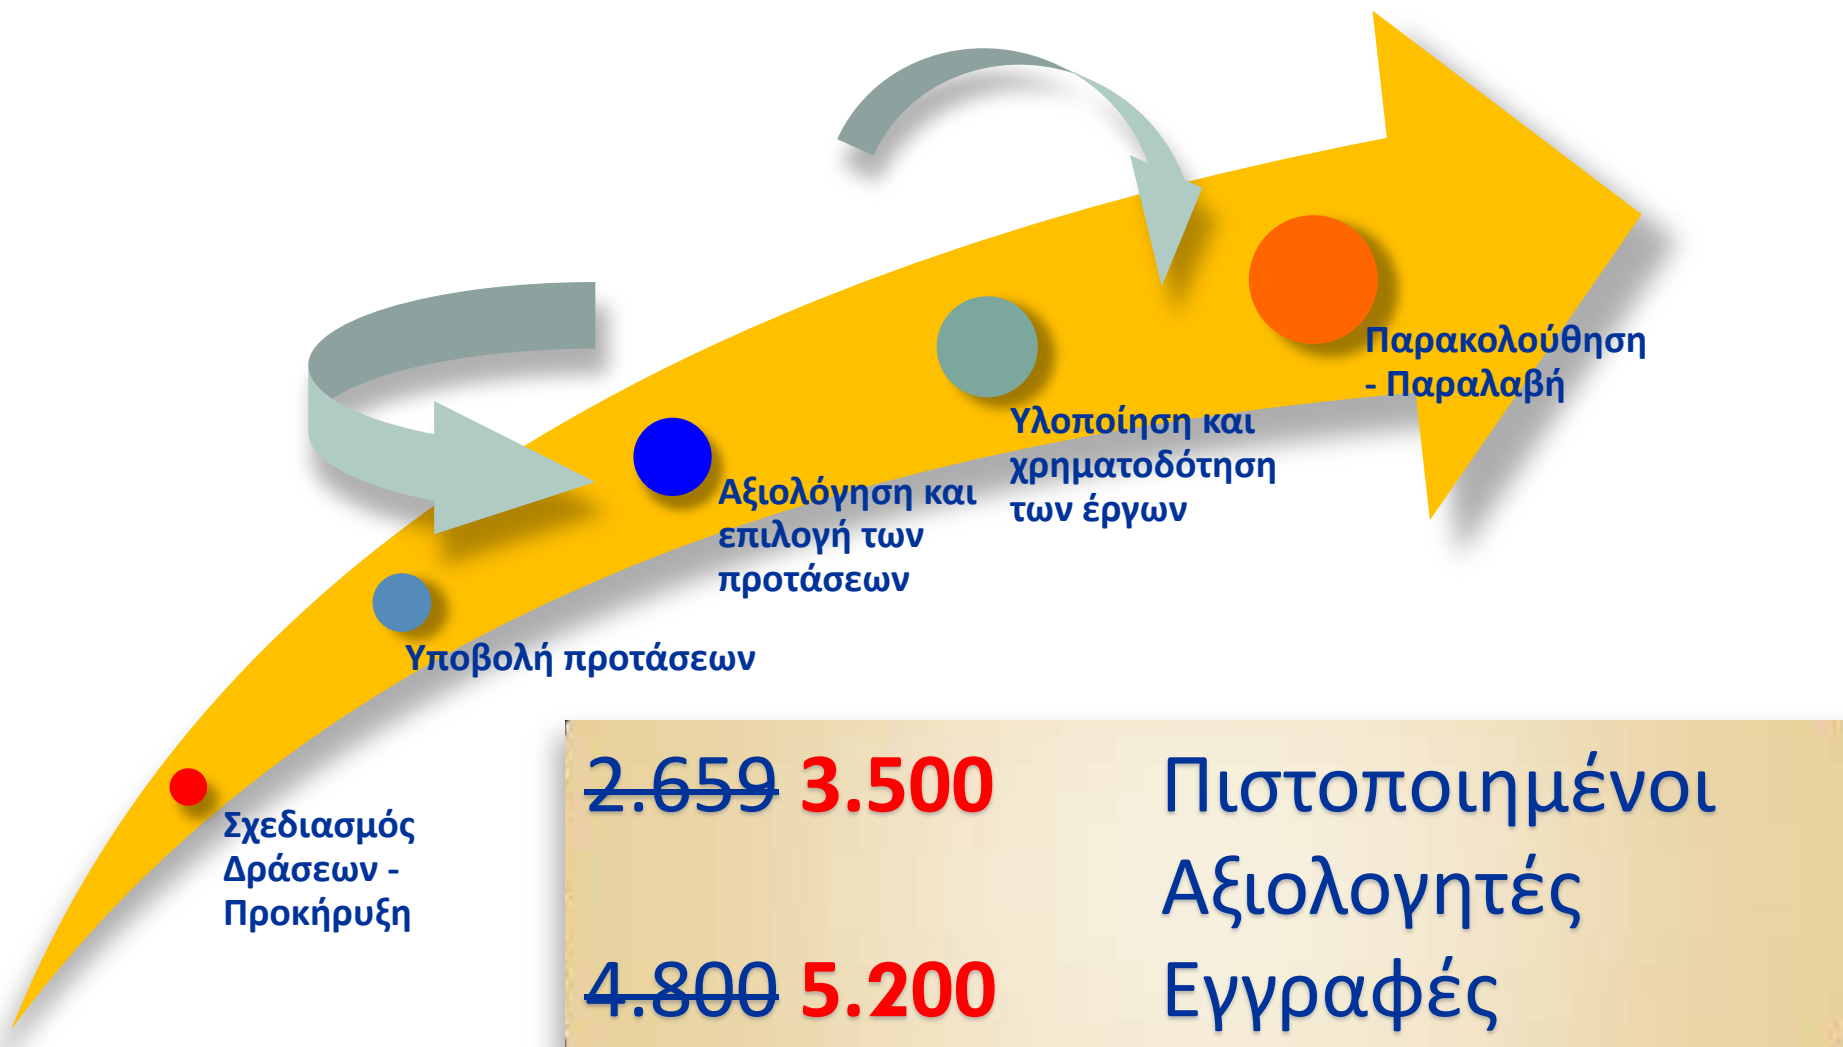 Παρακολούθηση
- Παραλαβή
Υλοποίηση και
χρηματοδότηση
των έργων
Αξιολόγηση και
επιλογή των
προτάσεων
Υποβολή προτάσεων
Σχεδιασμός
Δράσεων -
Προκήρυξη
2.659 3.500 Πιστοποιημένοι
Αξιολογητές
4.800 5.200 Εγγραφές